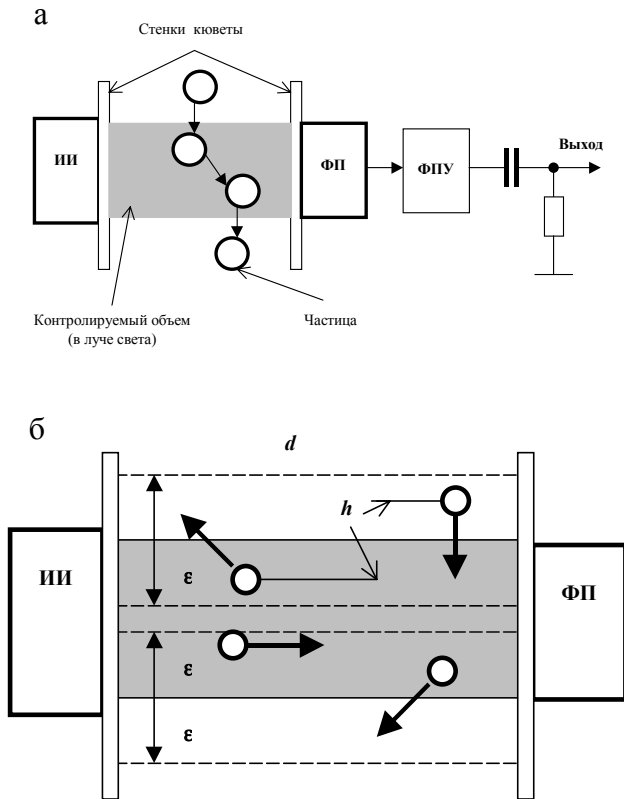 а
Стенки кюветы
ИИ
ФП
ФПУ
Выход
Контролируемый объем
(в луче света)
Частица
б
d
h
ИИ
ε
ФП
ε
ε